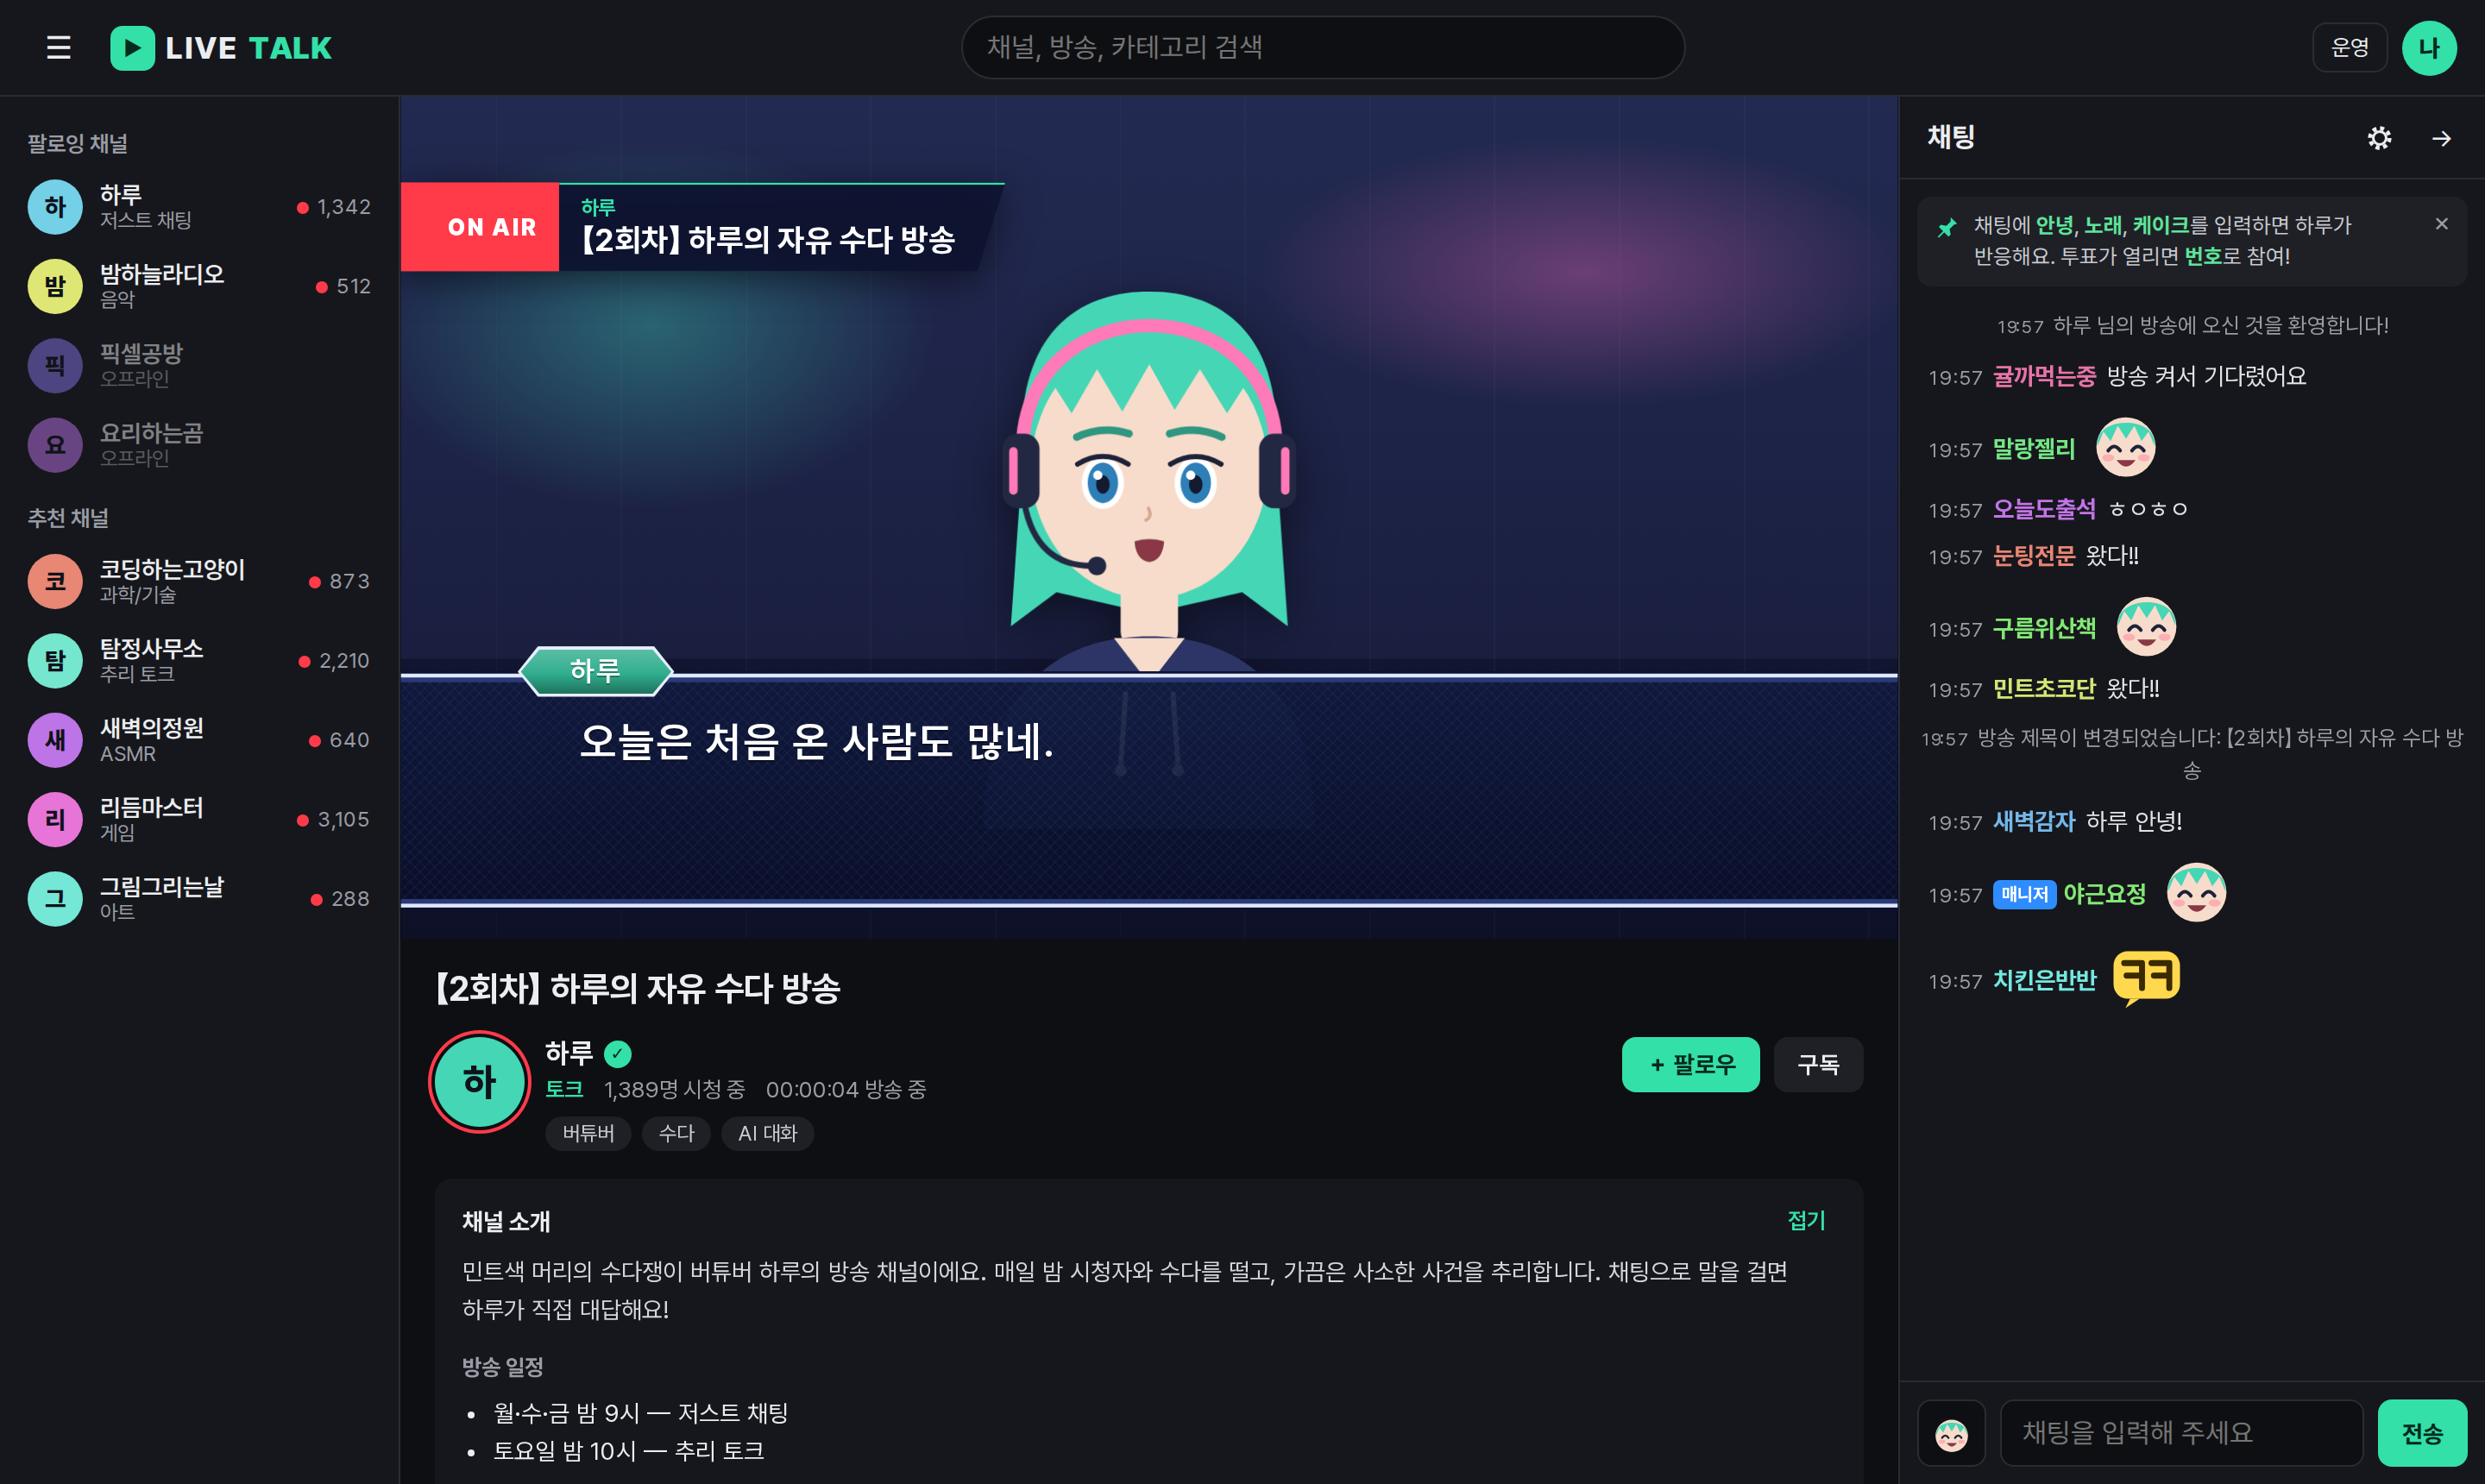 LIVE TALK
채널, 방송, 카테고리 검색
운영
나
팔로잉 채널
하
하루
저스트 채팅
1,342
밤
밤하늘라디오
음악
512
픽
픽셀공방
오프라인
요
요리하는곰
오프라인
추천 채널
코
코딩하는고양이
과학/기술
873
탐
탐정사무소
추리 토크
2,210
새
새벽의정원
ASMR
640
리
리듬마스터
게임
3,105
그
그림그리는날
아트
288
ON AIR
하루
【2회차】 하루의 자유 수다 방송
하루
오늘은 처음 온 사람도 많네.
【2회차】 하루의 자유 수다 방송
하
하루 ✓
토크 1,389명 시청 중 00:00:04 방송 중
버튜버 수다 AI 대화
+ 팔로우
구독
채널 소개
접기
민트색 머리의 수다쟁이 버튜버 하루의 방송 채널이에요. 매일 밤 시청자와 수다를 떨고, 가끔은 사소한 사건을 추리합니다. 채팅으로 말을 걸면
하루가 직접 대답해요!
방송 일정
• 월·수·금 밤 9시 — 저스트 채팅
• 토요일 밤 10시 — 추리 토크
채팅
채팅에 안녕, 노래, 케이크를 입력하면 하루가
반응해요. 투표가 열리면 번호로 참여!
19:57 하루 님의 방송에 오신 것을 환영합니다!
19:57 귤까먹는중 방송 켜서 기다렸어요
19:57 말랑젤리
19:57 오늘도출석 ㅎㅇㅎㅇ
19:57 눈팅전문 왔다!!
19:57 구름위산책
19:57 민트초코단 왔다!!
19:57 방송 제목이 변경되었습니다: 【2회차】 하루의 자유 수다 방
송
19:57 새벽감자 하루 안녕!
19:57 매니저 야근요정
19:57 치킨은반반 ㅋㅋ
채팅을 입력해 주세요
전송